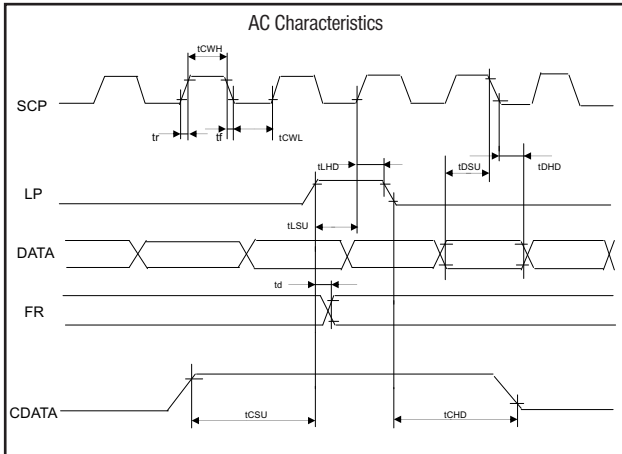 AC Characteristics
tCWH
SCP
tr
tf
tCWL
tLHD
tDSU
tDHD
LP
tLSU
DATA
td
FR
CDATA
tCSU
tCHD